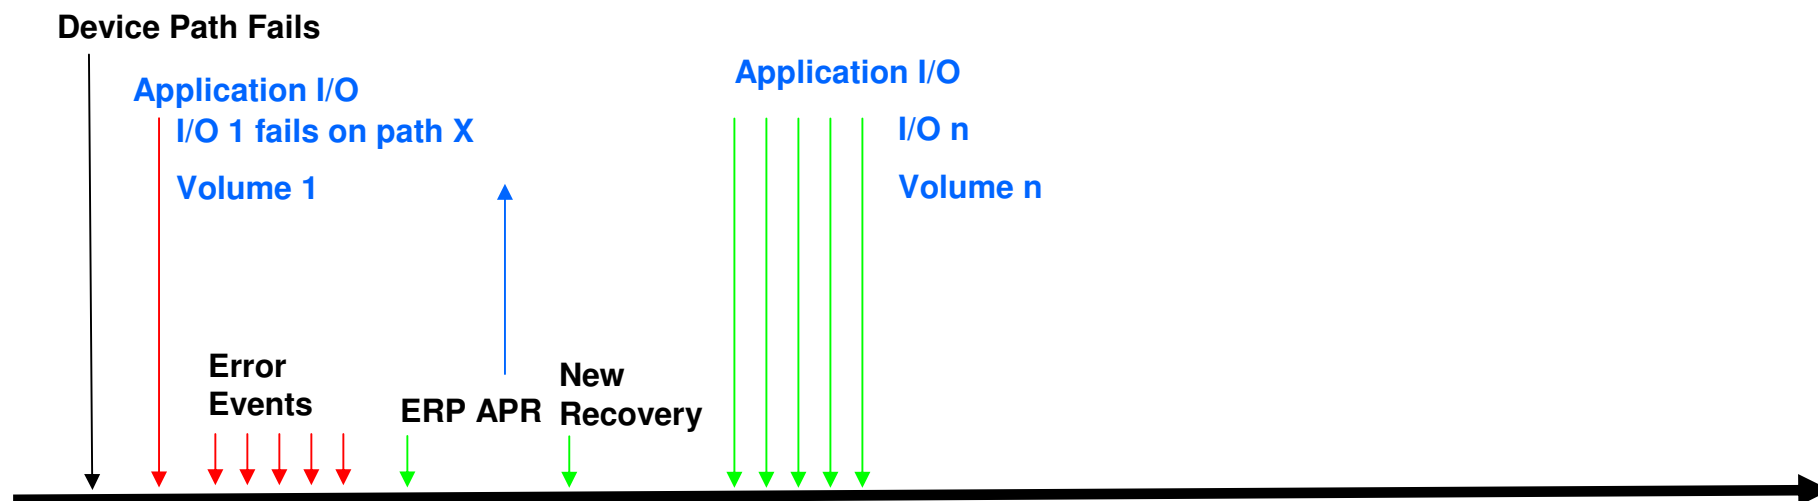 Device Path Fails
Application I/O
I/O 1 fails on path X
Volume 1
Application I/O
I/O n
Volume n
Error
Events
ERP APR
New
Recovery